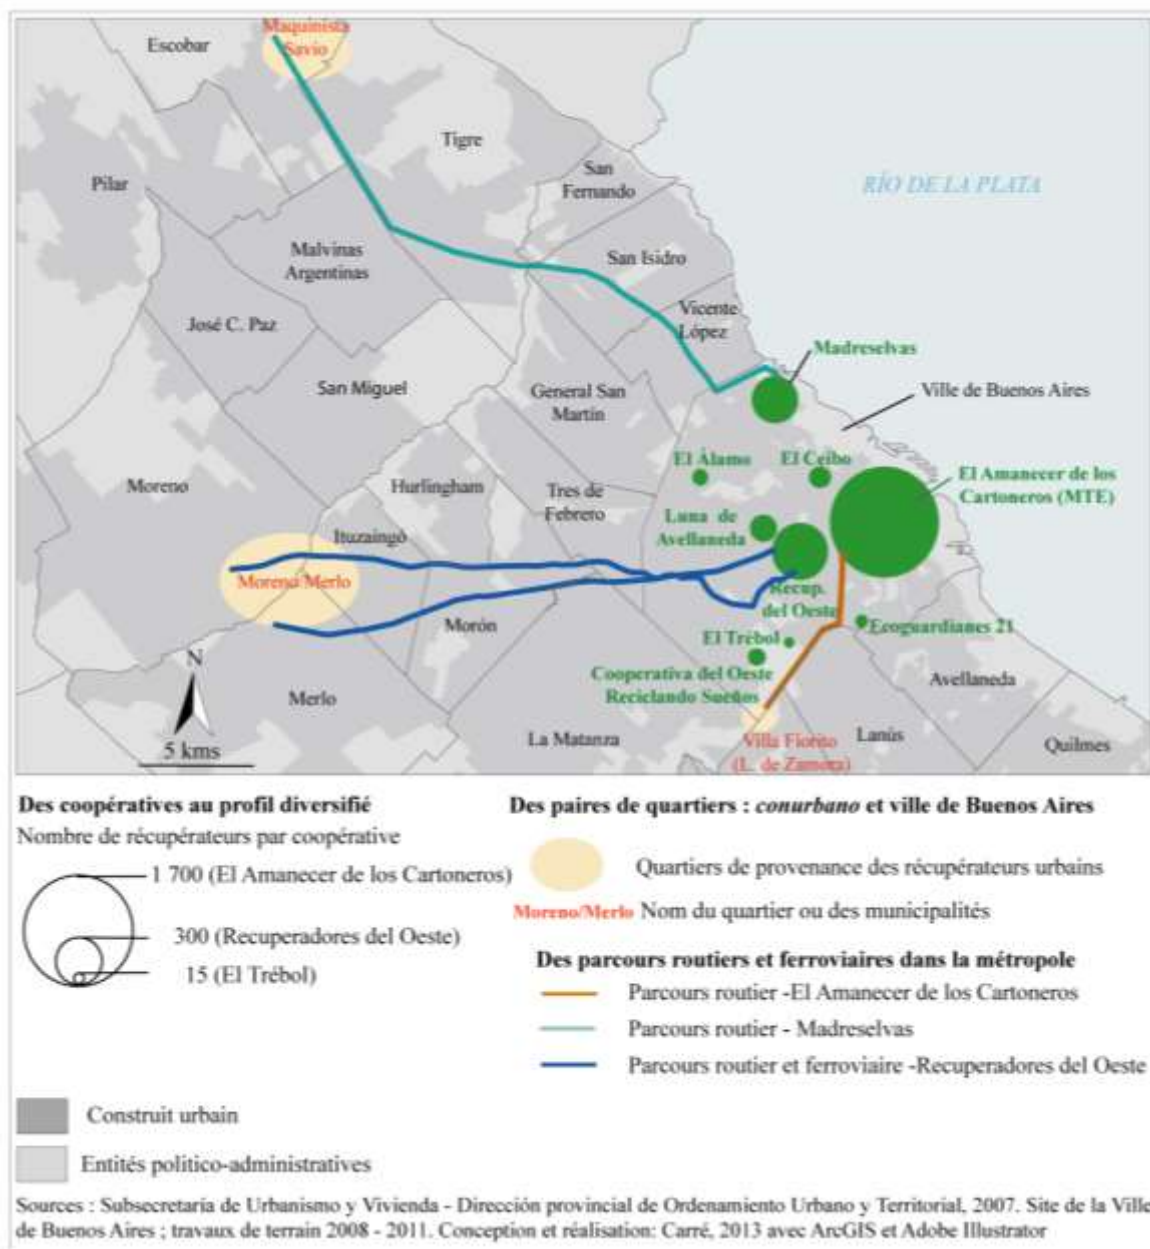 Maquinista
Savio
Escobar
Tigre
San
Fernando
Pilar
RÍO DE LA PLATA
Malvinas
Argentinas
San Isidro
Vicente
López
José C. Paz
Madreselvas
San Miguel
General San
Martín
Ville de Buenos Aires
El Álamo
El Ceibo
El Amanecer de los
Cartoneros (MTE)
Moreno
Hurlingham
Tres de
Febrero
Luna de
Avellaneda
Ituzaingó
Moreno/Merlo
Recup.
del Oeste
Morón
El Trébol
Ecoguardianes 21
N
Cooperativa del Oeste
Reciclando Sueños
Avellaneda
Merlo
La Matanza
Villa Fiorito
(L. de Zamora)
Lanús
Quilmes
5 kms
Des coopératives au profil diversifié
Nombre de récupérateurs par coopérative
1 700 (El Amanecer de los Cartoneros)
300 (Recuperadores del Oeste)
15 (El Trébol)
Des paires de quartiers : conurbano et ville de Buenos Aires
Quartiers de provenance des récupérateurs urbains
Moreno/Merlo Nom du quartier ou des municipalités
Des parcours routiers et ferroviaires dans la métropole
Parcours routier -El Amanecer de los Cartoneros
Parcours routier - Madreselvas
Parcours routier et ferroviaire -Recuperadores del Oeste
Construit urbain
Entités politico-administratives
Sources : Subsecretaría de Urbanismo y Vivienda - Dirección provincial de Ordenamiento Urbano y Territorial, 2007. Site de la Ville
de Buenos Aires ; travaux de terrain 2008 - 2011. Conception et réalisation: Carré, 2013 avec ArcGIS et Adobe Illustrator